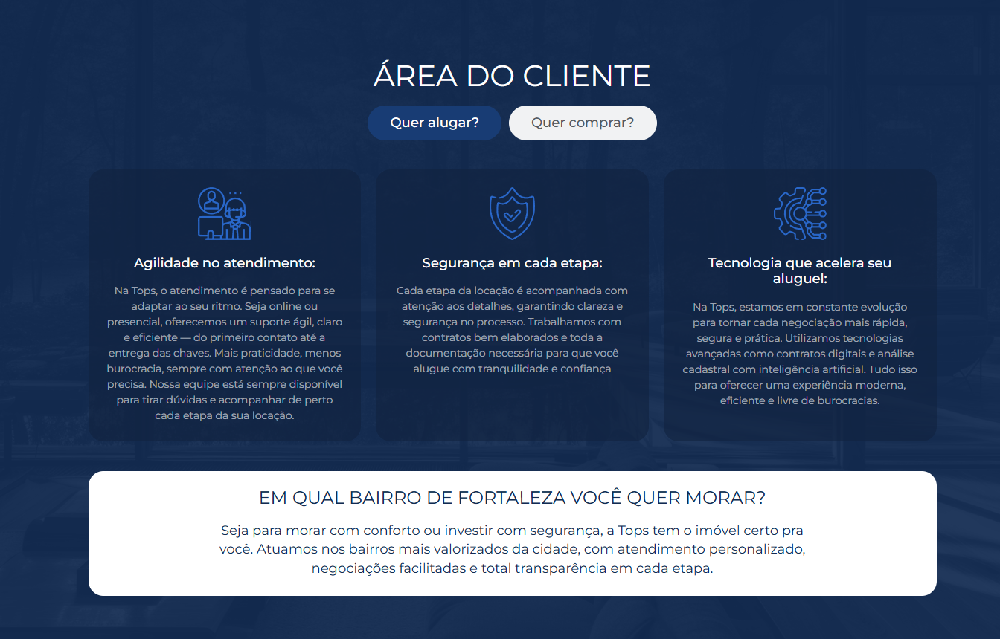 ÁREA DO CLIENTE
Quer alugar?
Quer comprar?
Agilidade no atendimento:
Na Tops, o atendimento é pensado para se
adaptar ao seu ritmo. Seja online ou
presencial, oferecemos um suporte ágil, claro
e eficiente — do primeiro contato até a
entrega das chaves. Mais praticidade, menos
burocracia, sempre com atenção ao que você
precisa. Nossa equipe está sempre disponível
para tirar dúvidas e acompanhar de perto
cada etapa da sua locação.
Segurança em cada etapa:
Cada etapa da locação é acompanhada com
atenção aos detalhes, garantindo clareza e
segurança no processo. Trabalhamos com
contratos bem elaborados e toda a
documentação necessária para que você
alugue com tranquilidade e confiança
Tecnologia que acelera seu
aluguel:
Na Tops, estamos em constante evolução
para tornar cada negociação mais rápida,
segura e prática. Utilizamos tecnologias
avançadas como contratos digitais e análise
cadastral com inteligência artificial. Tudo isso
para oferecer uma experiência moderna,
eficiente e livre de burocracias.
EM QUAL BAIRRO DE FORTALEZA VOCÊ QUER MORAR?
Seja para morar com conforto ou investir com segurança, a Tops tem o imóvel certo pra
você. Atuamos nos bairros mais valorizados da cidade, com atendimento personalizado,
negociações facilitadas e total transparência em cada etapa.